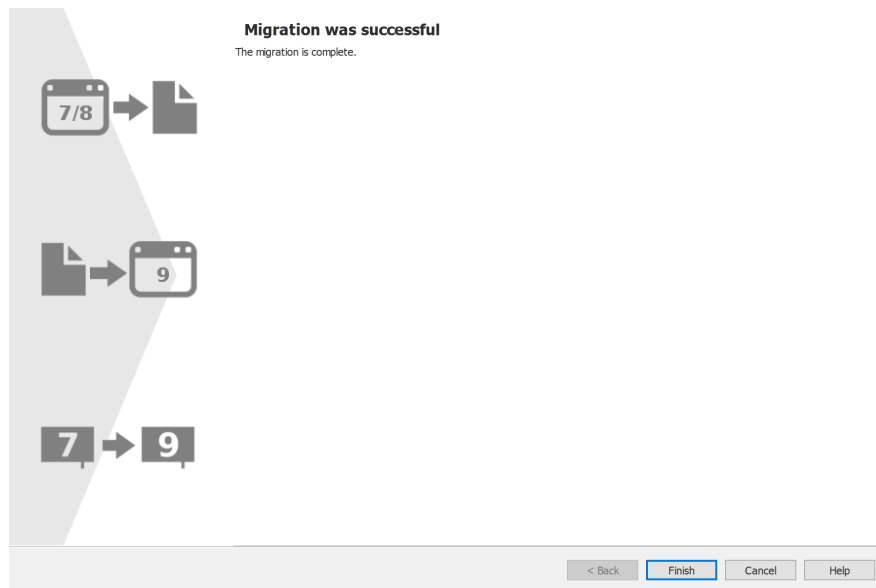 Migration was successful
The migration is complete.
7/8
9
7 9
< Back Finish Cancel Help